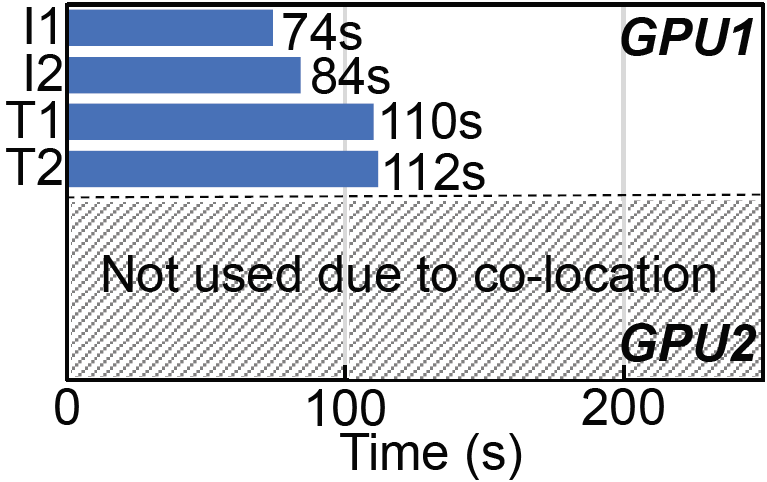 I1 74s GPU1
I2 84s
T1 110s
T2 112s
Not used due to co-location
GPU2
0 100 200
Time (s)